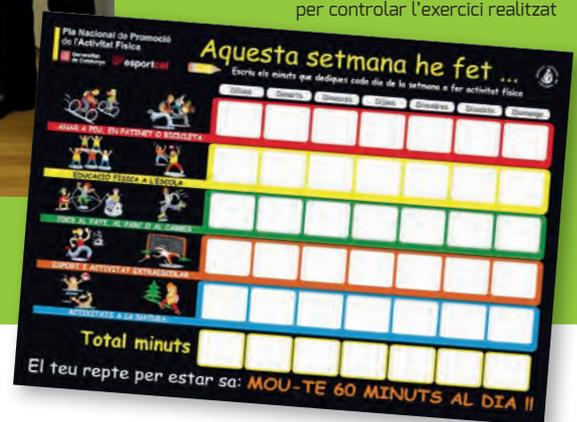 per controlar l'exercici realitzat
Pla Nacional de Promoció
de l'Activitat Física
Generalitat
de Catalunya
esportcat
Aquesta setmana he fet ...
Escriu els minuts que dediques cada dia de la setmana a fer activitat física
Dilluns Dimarts Dimecres Dijous Divendres Dissabte Diumenge
ANAR A PEU, EN PATINET O BICICLETA
EDUCACIÓ FÍSICA A L'ESCOLA
JOCS AL PATI, AL PARC O AL CARRER
ESPORT I ACTIVITAT EXTRAESCOLAR
ACTIVITATS A LA NATURA
Total minuts
El teu repte per estar sa: MOU-TE 60 MINUTS AL DIA !!